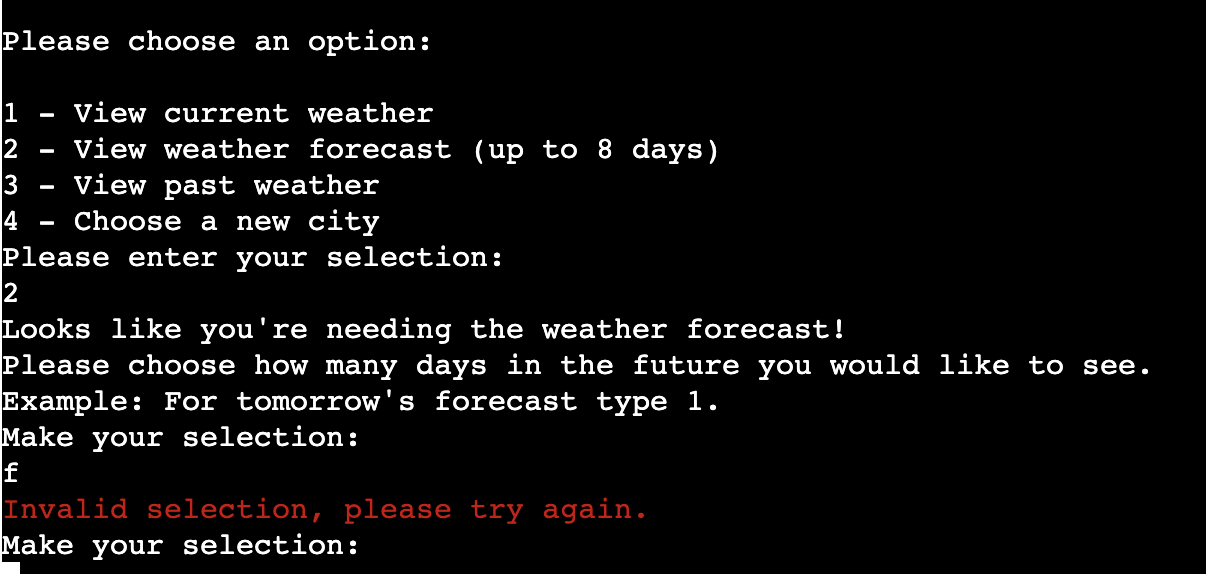 Please choose an option:
1 - View current weather
2 - View weather forecast (up to 8 days)
3 - View past weather
4 - Choose a new city
Please enter your selection:
2
Looks like you're needing the weather forecast!
Please choose how many days in the future you would like to see.
Example: For tomorrow's forecast type 1.
Make your selection:
f
Invalid selection, please try again.
Make your selection: